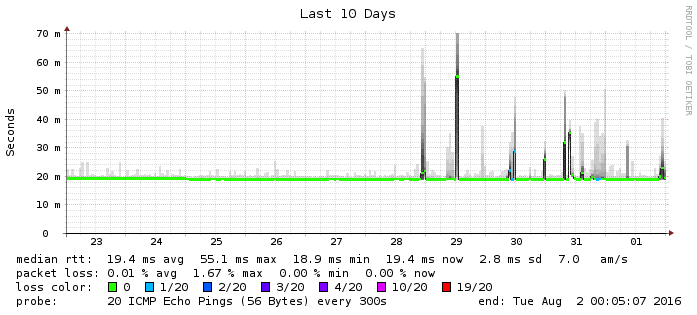 Last 10 Days
RRDTOOL / TOBI OETIKER
Seconds
70 m
60 m
50 m
40 m
30 m
20 m
10 m
0
23 24 25 26 27 28 29 30 31 01
median rtt: 19.4 ms avg 55.1 ms max 18.9 ms min 19.4 ms now 2.8 ms sd 7.0 am/s
packet loss: 0.01 % avg 1.67 % max 0.00 % min 0.00 % now
loss color: 0 1/20 2/20 3/20 4/20 10/20 19/20
probe: 20 ICMP Echo Pings (56 Bytes) every 300s end: Tue Aug 2 00:05:07 2016